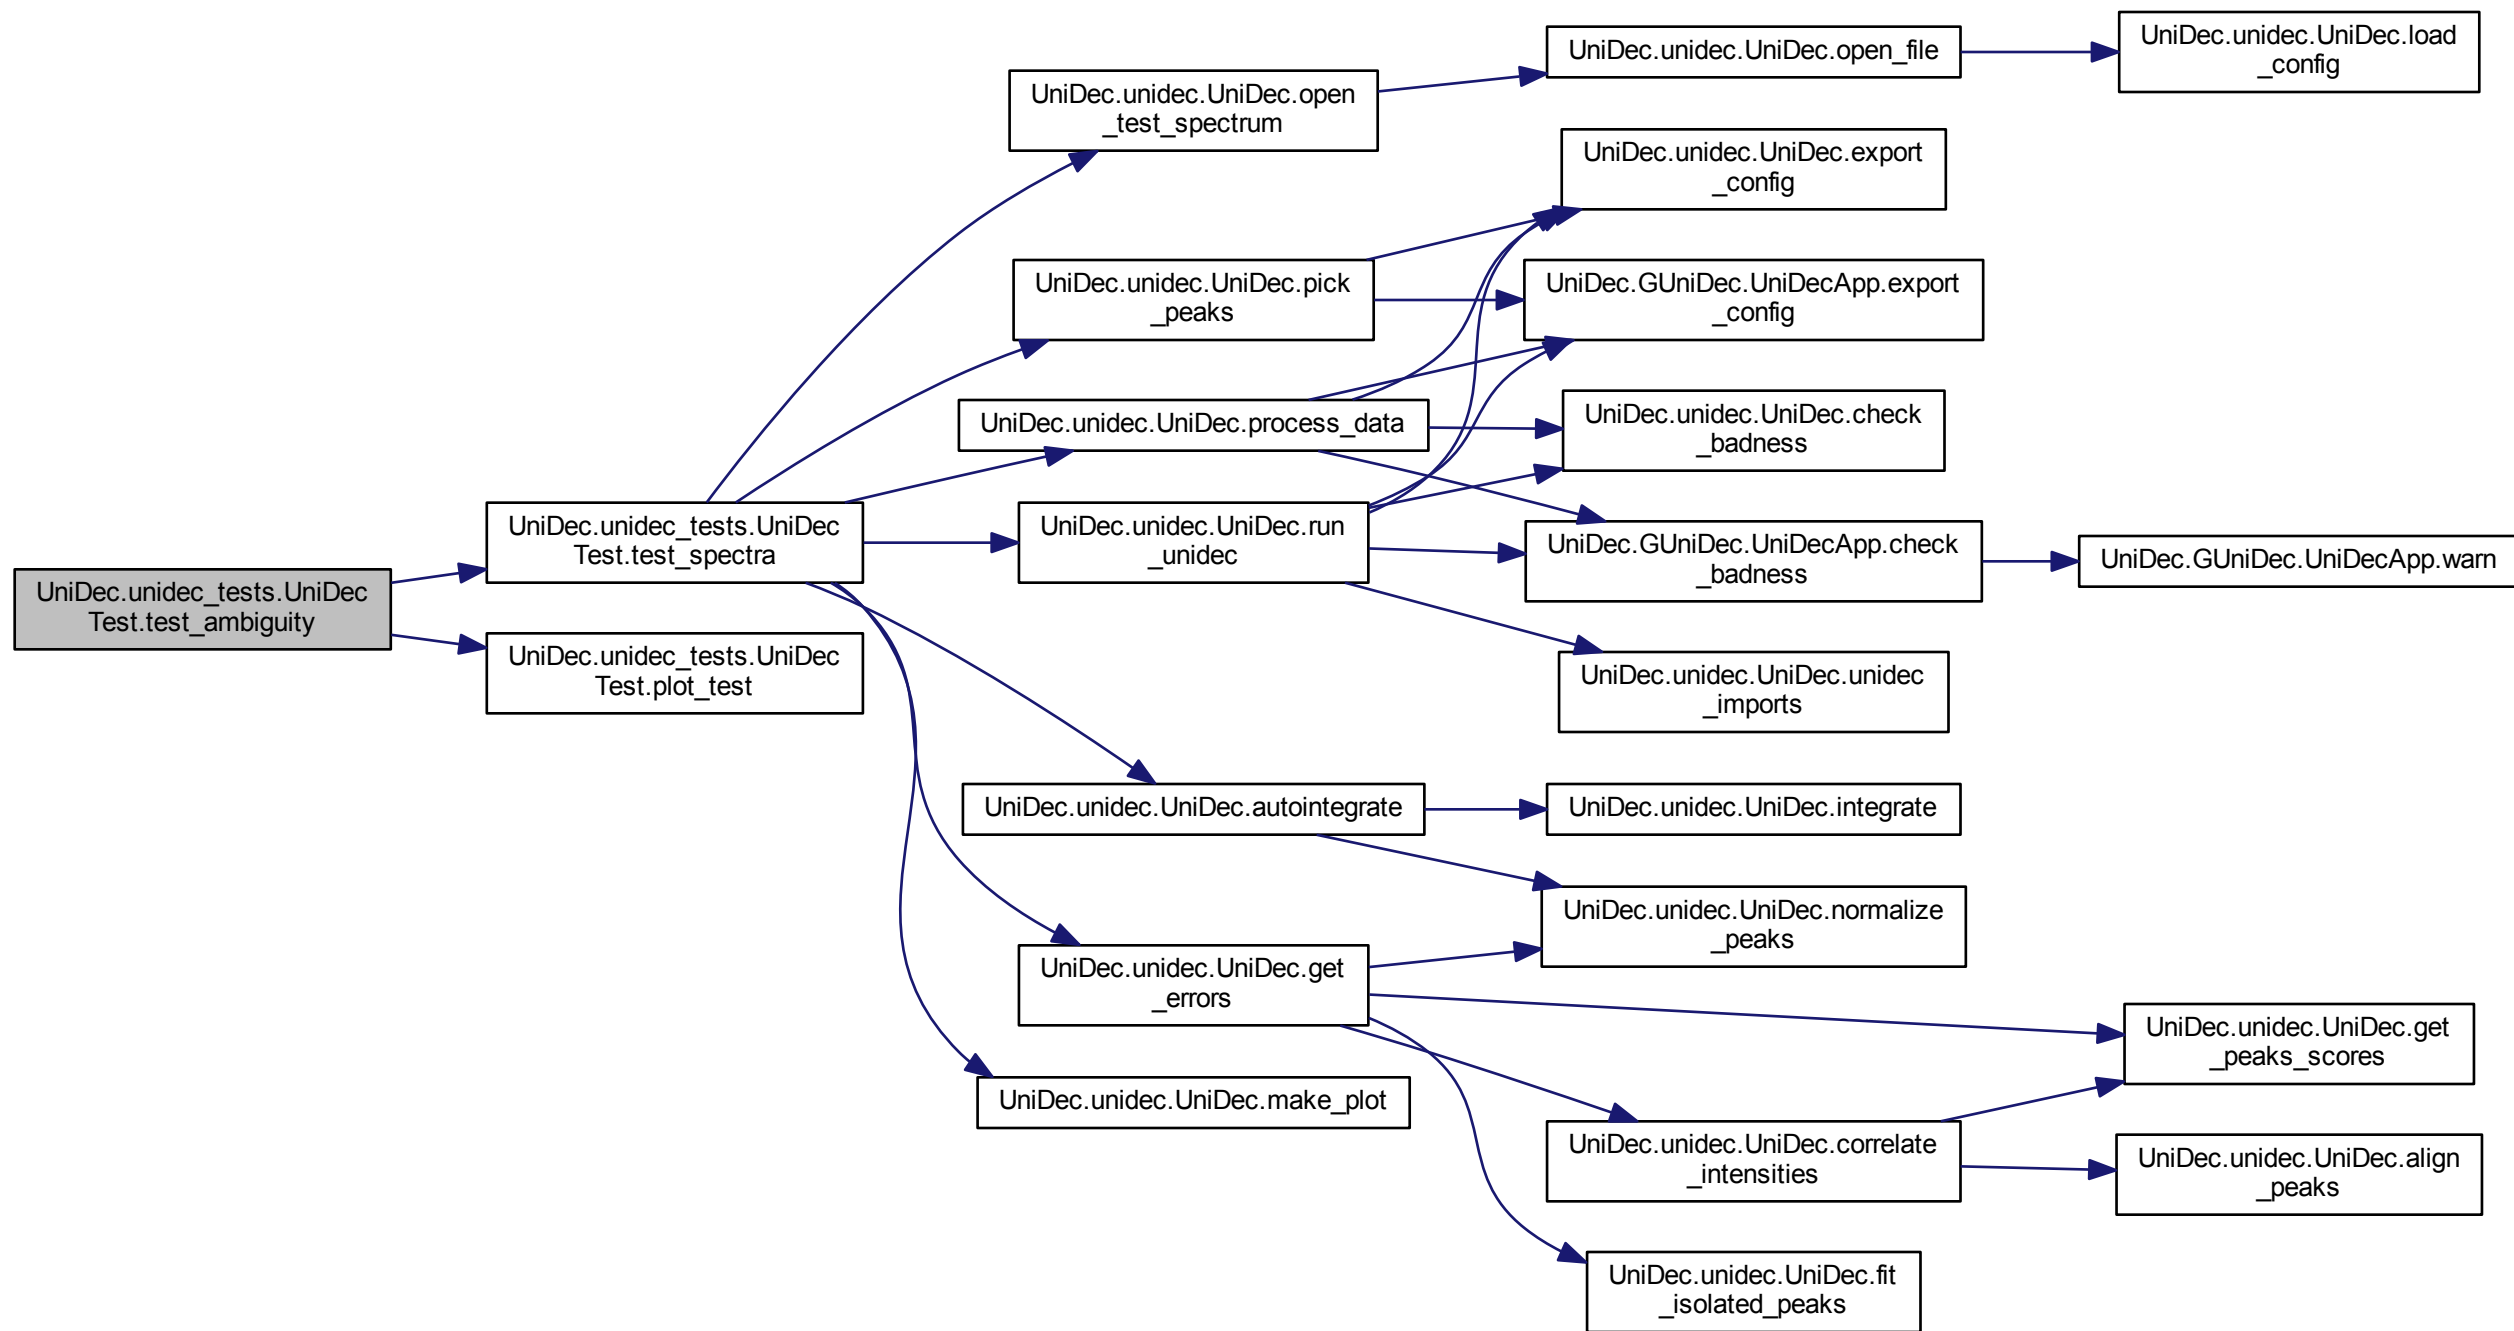 UniDec.unidec_tests.UniDec
Test.test_ambiguity
UniDec.unidec_tests.UniDec
Test.test_spectra
UniDec.unidec_tests.UniDec
Test.plot_test
UniDec.unidec.UniDec.open
_test_spectrum
UniDec.unidec.UniDec.pick
_peaks
UniDec.unidec.UniDec.process_data
UniDec.unidec.UniDec.run
_unidec
UniDec.unidec.UniDec.autointegrate
UniDec.unidec.UniDec.get
_errors
UniDec.unidec.UniDec.make_plot
UniDec.unidec.UniDec.open_file
UniDec.unidec.UniDec.export
_config
UniDec.GUniDec.UniDecApp.export
_config
UniDec.unidec.UniDec.check
_badness
UniDec.GUniDec.UniDecApp.check
_badness
UniDec.unidec.UniDec.unidec
_imports
UniDec.unidec.UniDec.integrate
UniDec.unidec.UniDec.normalize
_peaks
UniDec.unidec.UniDec.correlate
_intensities
UniDec.unidec.UniDec.fit
_isolated_peaks
UniDec.unidec.UniDec.load
_config
UniDec.GUniDec.UniDecApp.warn
UniDec.unidec.UniDec.get
_peaks_scores
UniDec.unidec.UniDec.align
_peaks